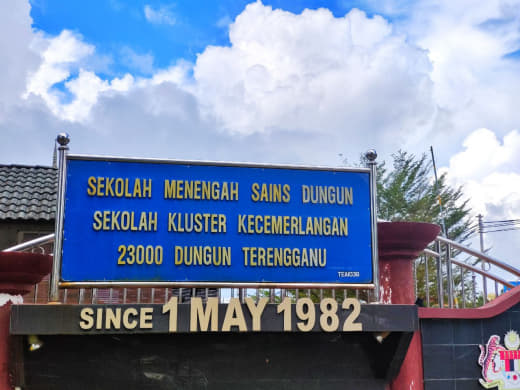 SEKOLAH MENENGAH SAINS DUNGUN
SEKOLAH KLUSTER KECEMERLANGAN
23000 DUNGUN TERENGGANU
SINCE 1 MAY 1982